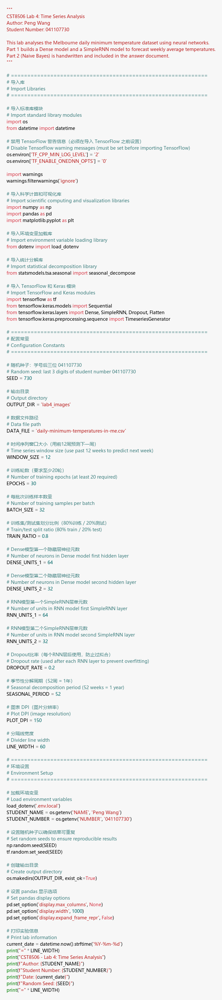 """
CST8506 Lab 4: Time Series Analysis
Author: Peng Wang
Student Number: 041107730
This lab analyses the Melbourne daily minimum temperature dataset using neural networks.
Part 1 builds a Dense model and a SimpleRNN model to forecast weekly average temperatures.
Part 2 (Naive Bayes) is handwritten and included in the answer document.
"""
# ============================================================
# 导入库
# Import Libraries
# ============================================================
# 导入标准库模块
# Import standard library modules
import os
from datetime import datetime
# 禁用 TensorFlow 警告信息（必须在导入 TensorFlow 之前设置）
# Disable TensorFlow warning messages (must be set before importing TensorFlow)
os.environ['TF_CPP_MIN_LOG_LEVEL'] = '2'
os.environ['TF_ENABLE_ONEDNN_OPTS'] = '0'
import warnings
warnings.filterwarnings('ignore')
# 导入科学计算和可视化库
# Import scientific computing and visualization libraries
import numpy as np
import pandas as pd
import matplotlib.pyplot as plt
# 导入环境变量加载库
# Import environment variable loading library
from dotenv import load_dotenv
# 导入统计分解库
# Import statistical decomposition library
from statsmodels.tsa.seasonal import seasonal_decompose
# 导入 TensorFlow 和 Keras 模块
# Import TensorFlow and Keras modules
import tensorflow as tf
from tensorflow.keras.models import Sequential
from tensorflow.keras.layers import Dense, SimpleRNN, Dropout, Flatten
from tensorflow.keras.preprocessing.sequence import TimeseriesGenerator
# ============================================================
# 配置常量
# Configuration Constants
# ============================================================
# 随机种子：学号后三位 041107730
# Random seed: last 3 digits of student number 041107730
SEED = 730
# 输出目录
# Output directory
OUTPUT_DIR = 'lab4_images'
# 数据文件路径
# Data file path
DATA_FILE = 'daily-minimum-temperatures-in-me.csv'
# 时间序列窗口大小（用前12周预测下一周）
# Time series window size (use past 12 weeks to predict next week)
WINDOW_SIZE = 12
# 训练轮数（要求至少20轮）
# Number of training epochs (at least 20 required)
EPOCHS = 30
# 每批次训练样本数量
# Number of training samples per batch
BATCH_SIZE = 32
# 训练集/测试集划分比例（80%训练 / 20%测试）
# Train/test split ratio (80% train / 20% test)
TRAIN_RATIO = 0.8
# Dense模型第一个隐藏层神经元数
# Number of neurons in Dense model first hidden layer
DENSE_UNITS_1 = 64
# Dense模型第二个隐藏层神经元数
# Number of neurons in Dense model second hidden layer
DENSE_UNITS_2 = 32
# RNN模型第一个SimpleRNN层单元数
# Number of units in RNN model first SimpleRNN layer
RNN_UNITS_1 = 64
# RNN模型第二个SimpleRNN层单元数
# Number of units in RNN model second SimpleRNN layer
RNN_UNITS_2 = 32
# Dropout比率（每个RNN层后使用，防止过拟合）
# Dropout rate (used after each RNN layer to prevent overfitting)
DROPOUT_RATE = 0.2
# 季节性分解周期（52周 = 1年）
# Seasonal decomposition period (52 weeks = 1 year)
SEASONAL_PERIOD = 52
# 图表 DPI（图片分辨率）
# Plot DPI (image resolution)
PLOT_DPI = 150
# 分隔线宽度
# Divider line width
LINE_WIDTH = 60
# ============================================================
# 环境设置
# Environment Setup
# ============================================================
# 加载环境变量
# Load environment variables
load_dotenv('.env.local')
STUDENT_NAME = os.getenv('NAME', 'Peng Wang')
STUDENT_NUMBER = os.getenv('NUMBER', '041107730')
# 设置随机种子以确保结果可重复
# Set random seeds to ensure reproducible results
np.random.seed(SEED)
tf.random.set_seed(SEED)
# 创建输出目录
# Create output directory
os.makedirs(OUTPUT_DIR, exist_ok=True)
# 设置 pandas 显示选项
# Set pandas display options
pd.set_option('display.max_columns', None)
pd.set_option('display.width', 1000)
pd.set_option('display.expand_frame_repr', False)
# 打印实验信息
# Print lab information
current_date = datetime.now().strftime('%Y-%m-%d')
print("=" * LINE_WIDTH)
print("CST8506 - Lab 4: Time Series Analysis")
print(f"Author: {STUDENT_NAME}")
print(f"Student Number: {STUDENT_NUMBER}")
print(f"Date: {current_date}")
print(f"Random Seed: {SEED}")
print("=" * LINE_WIDTH)